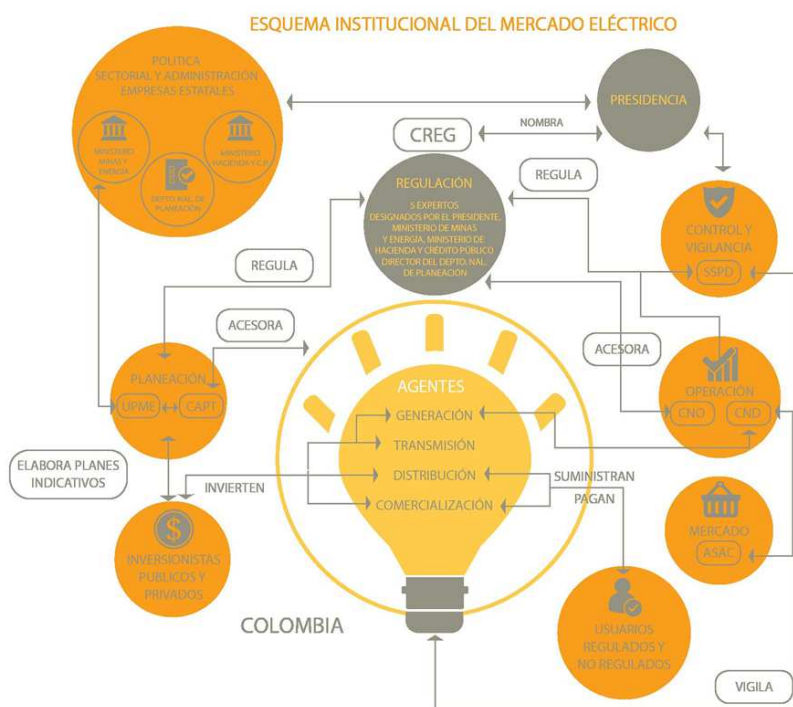 ESQUEMA INSTITUCIONAL DEL MERCADO ELÉCTRICO
POLÍTICA
SECTORIAL Y ADMINISTRACIÓN
EMPRESAS ESTATALES
MINISTERIO
MINAS Y
ENERGÍA
MINISTERIO
HACIENDA Y C.P.
DEPTO. NAL. DE
PLANEACIÓN
PRESIDENCIA
CREG
NOMBRA
REGULACIÓN
5 EXPERTOS
DESIGNADOS POR EL PRESIDENTE,
MINISTERIO DE MINAS
Y ENERGÍA, MINISTERIO DE
HACIENDA Y CRÉDITO PÚBLICO
DIRECTOR DEL DEPTO. NAL.
DE PLANEACIÓN
REGULA
CONTROL Y
VIGILANCIA
SSPD
REGULA
ACESORA
PLANEACIÓN
UPME
CAPT
AGENTES
GENERACIÓN
TRANSMISIÓN
DISTRIBUCIÓN
COMERCIALIZACIÓN
ACESORA
OPERACIÓN
CNO
CND
ELABORA PLANES
INDICATIVOS
INVIERTEN
SUMINISTRAN
PAGAN
MERCADO
ASAC
$
INVERSIONISTAS
PÚBLICOS Y
PRIVADOS
COLOMBIA
USUARIOS
REGULADOS Y
NO REGULADOS
VIGILA